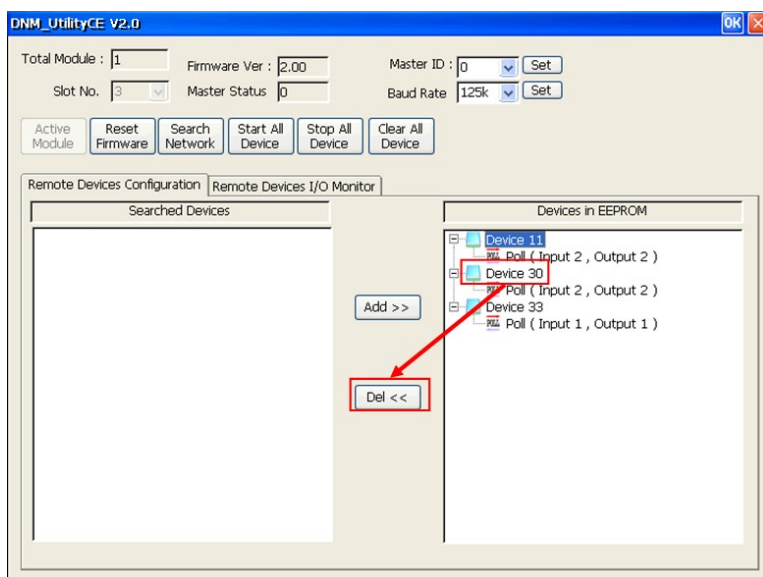 DNM_UtilityCE V2.0 OK
Total Module : 1 Firmware Ver : 2.00 Master ID : 0 Set
Slot No. 3 Master Status 0 Baud Rate 125k Set
Active Module Reset Firmware Search Network Start All Device Stop All Device Clear All Device
Remote Devices Configuration Remote Devices I/O Monitor
Searched Devices Devices in EEPROM
Device 11
POLL Poll ( Input 2 , Output 2 )
Device 30
POLL Poll ( Input 2 , Output 2 )
Device 33
POLL Poll ( Input 1 , Output 1 )
Add >>
Del <<